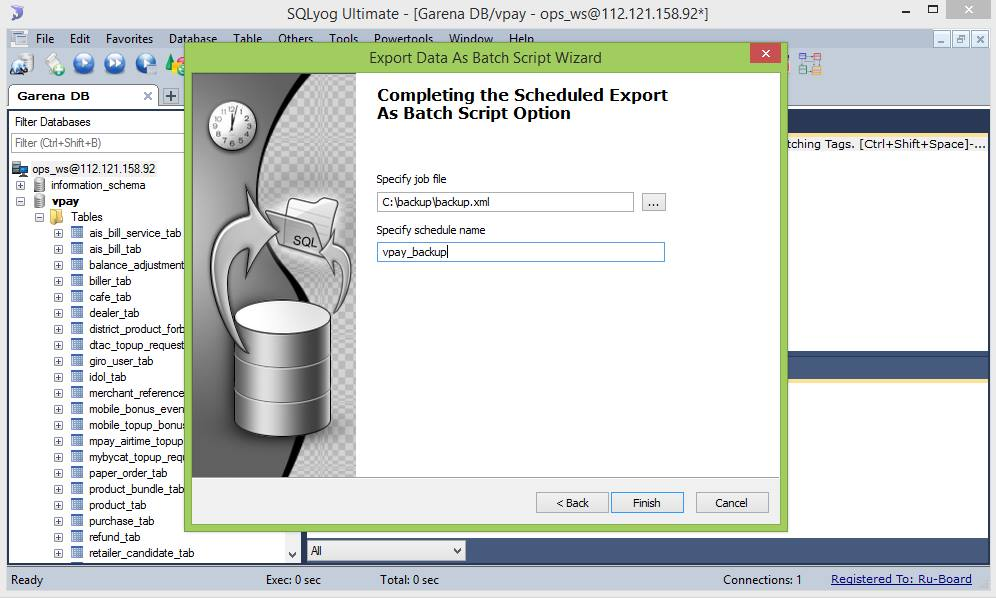 SQLyog Ultimate - [Garena DB/vpay - ops_ws@112.121.158.92*]
File Edit Favorites Database Table Others Tools Powertools Window Help
Export Data As Batch Script Wizard
Garena DB
Filter Databases
Filter (Ctrl+Shift+B)
ops_ws@112.121.158.92
information_schema
vpay
Tables
ais_bill_service_tab
ais_bill_tab
balance_adjustment
biller_tab
cafe_tab
dealer_tab
district_product_forb
dtac_topup_request
giro_user_tab
idol_tab
merchant_reference
mobile_bonus_even
mobile_topup_bonus
mpay_airtime_topup
mybycat_topup_requ
paper_order_tab
product_bundle_tab
product_tab
purchase_tab
refund_tab
retailer_candidate_tab
Completing the Scheduled Export
As Batch Script Option
Specify job file
C:\backup\backup.xml
...
Specify schedule name
vpay_backup
SQL
< Back Finish Cancel
tching Tags. [Ctrl+Shift+Space]-...
All
Ready Exec: 0 sec Total: 0 sec Connections: 1 Registered To: Ru-Board